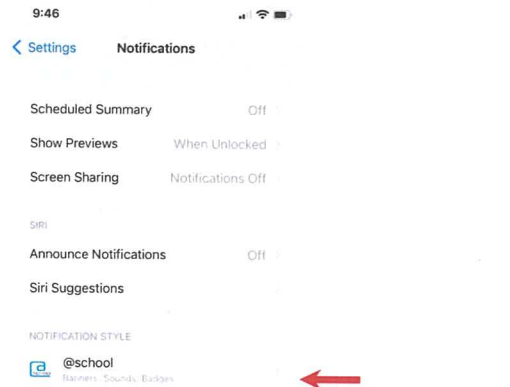 9:46
Settings Notifications
Scheduled Summary Off
Show Previews When Unlocked
Screen Sharing Notifications Off
SIRI
Announce Notifications Off
Siri Suggestions
NOTIFICATION STYLE
@school
Banners, Sounds, Badges